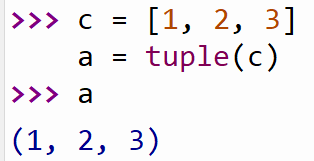 >>> c = [1, 2, 3]
    a = tuple(c)
>>> a
(1, 2, 3)